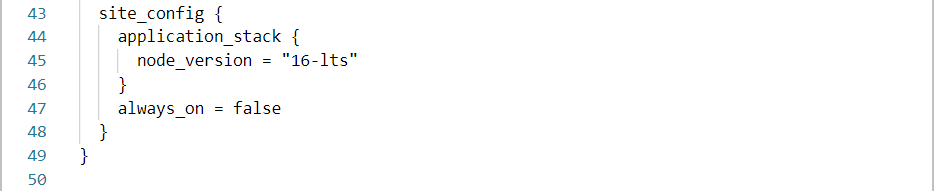 43 site_config {
44 application_stack {
45 node_version = "16-lts"
46 }
47 always_on = false
48 }
49 }
50